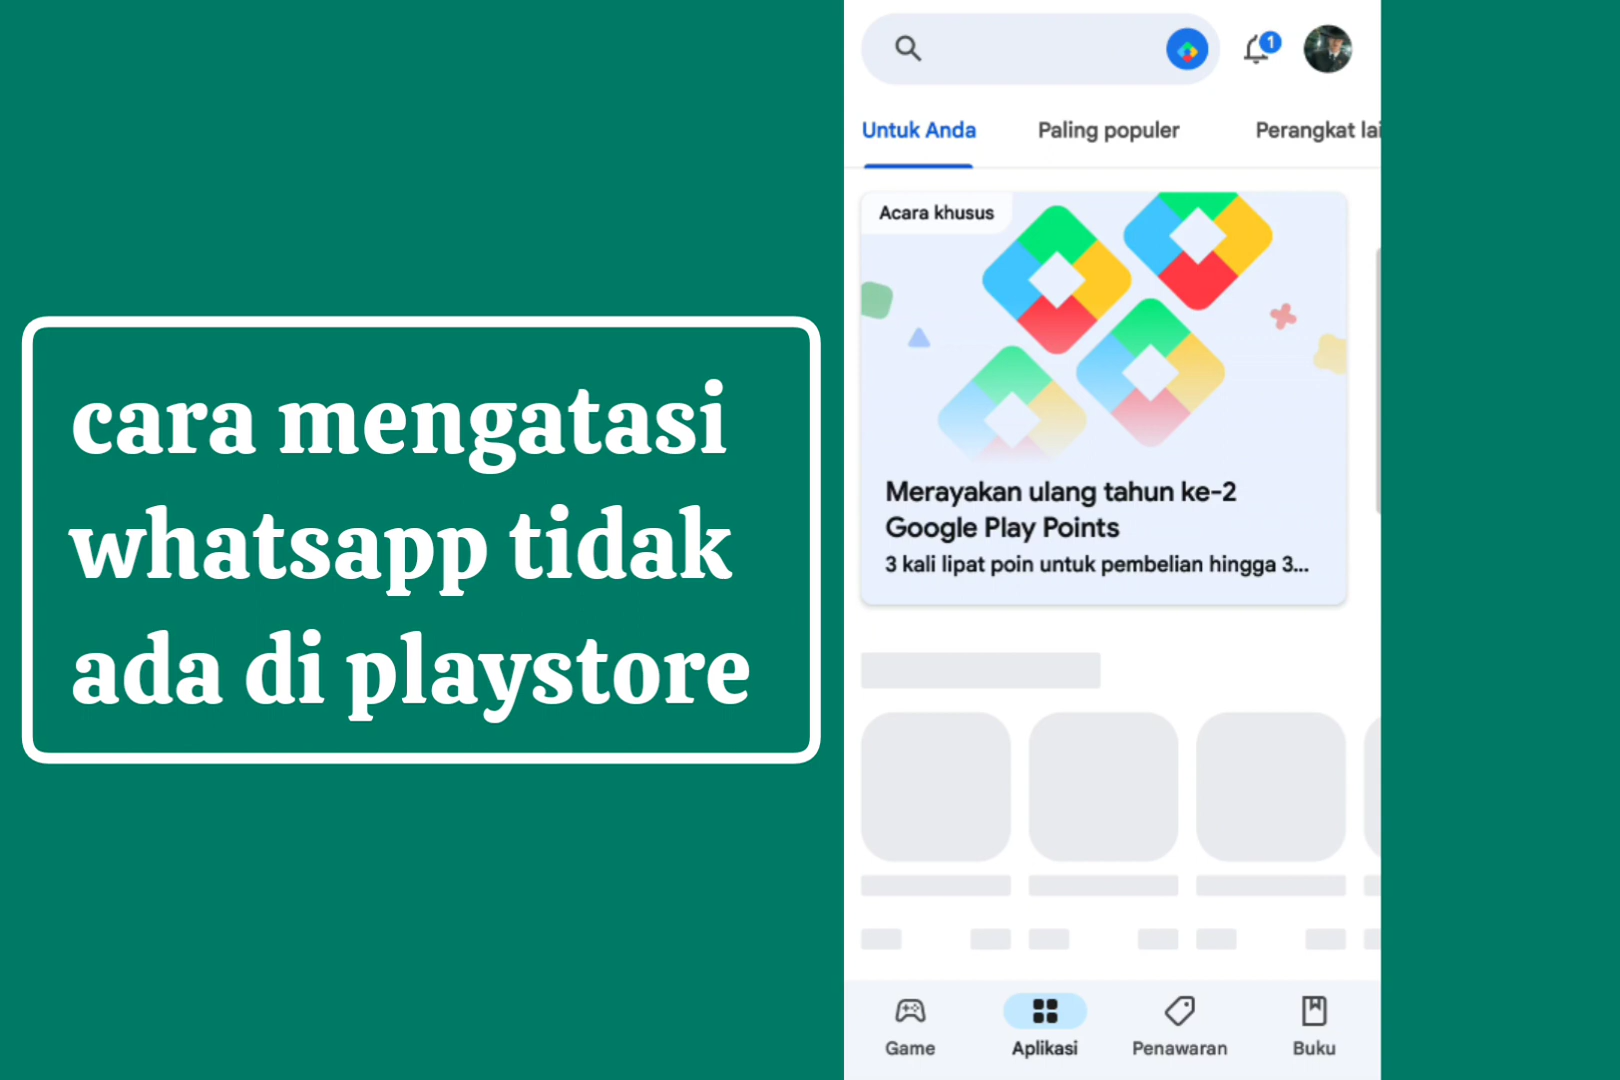 cara mengatasi
whatsapp tidak
ada di playstore
1
Untuk Anda
Paling populer
Perangkat lai
Acara khusus
Merayakan ulang tahun ke-2
Google Play Points
3 kali lipat poin untuk pembelian hingga 3...
Game
Aplikasi
Penawaran
Buku